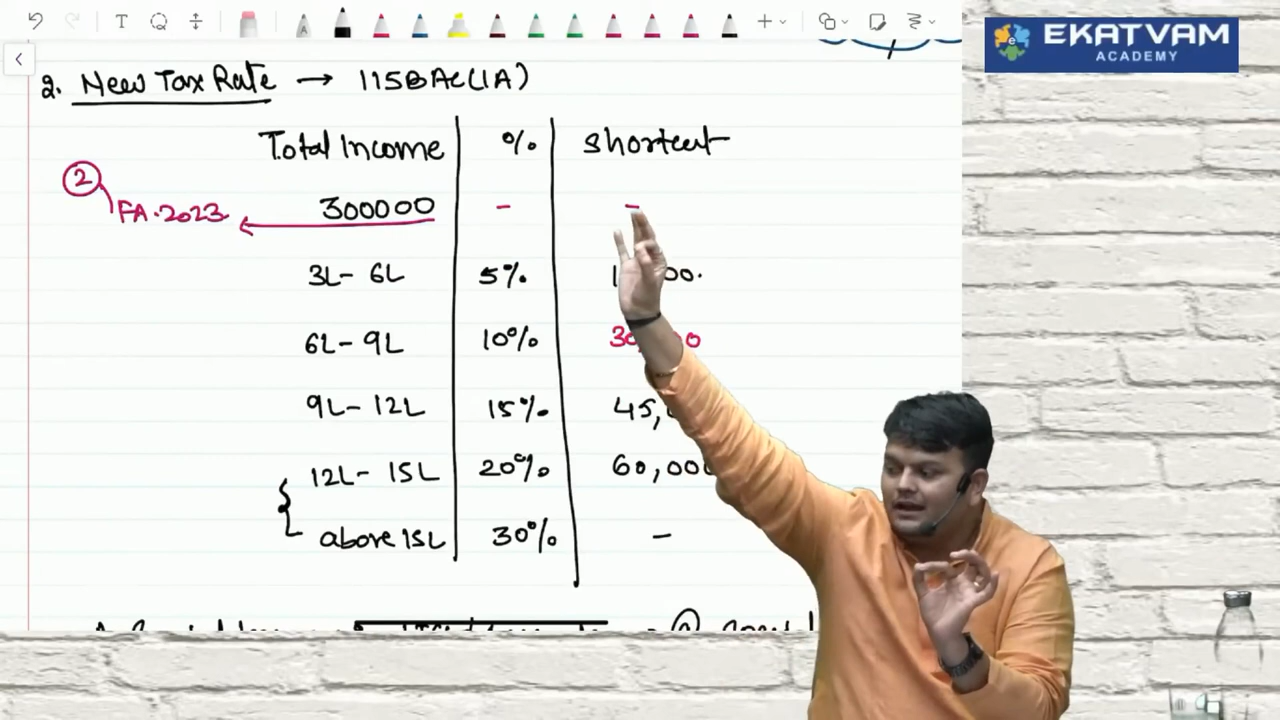 EKATVAM
ACADEMY
2. New Tax Rate → 115BAC(1A)
Total Income % Shortcut
② FA.2023 300000 - -
3L- 6L 5%
6L- 9L 10%
9L- 12L 15%
12L- 15L 20% 60,000
above 15L 30% -